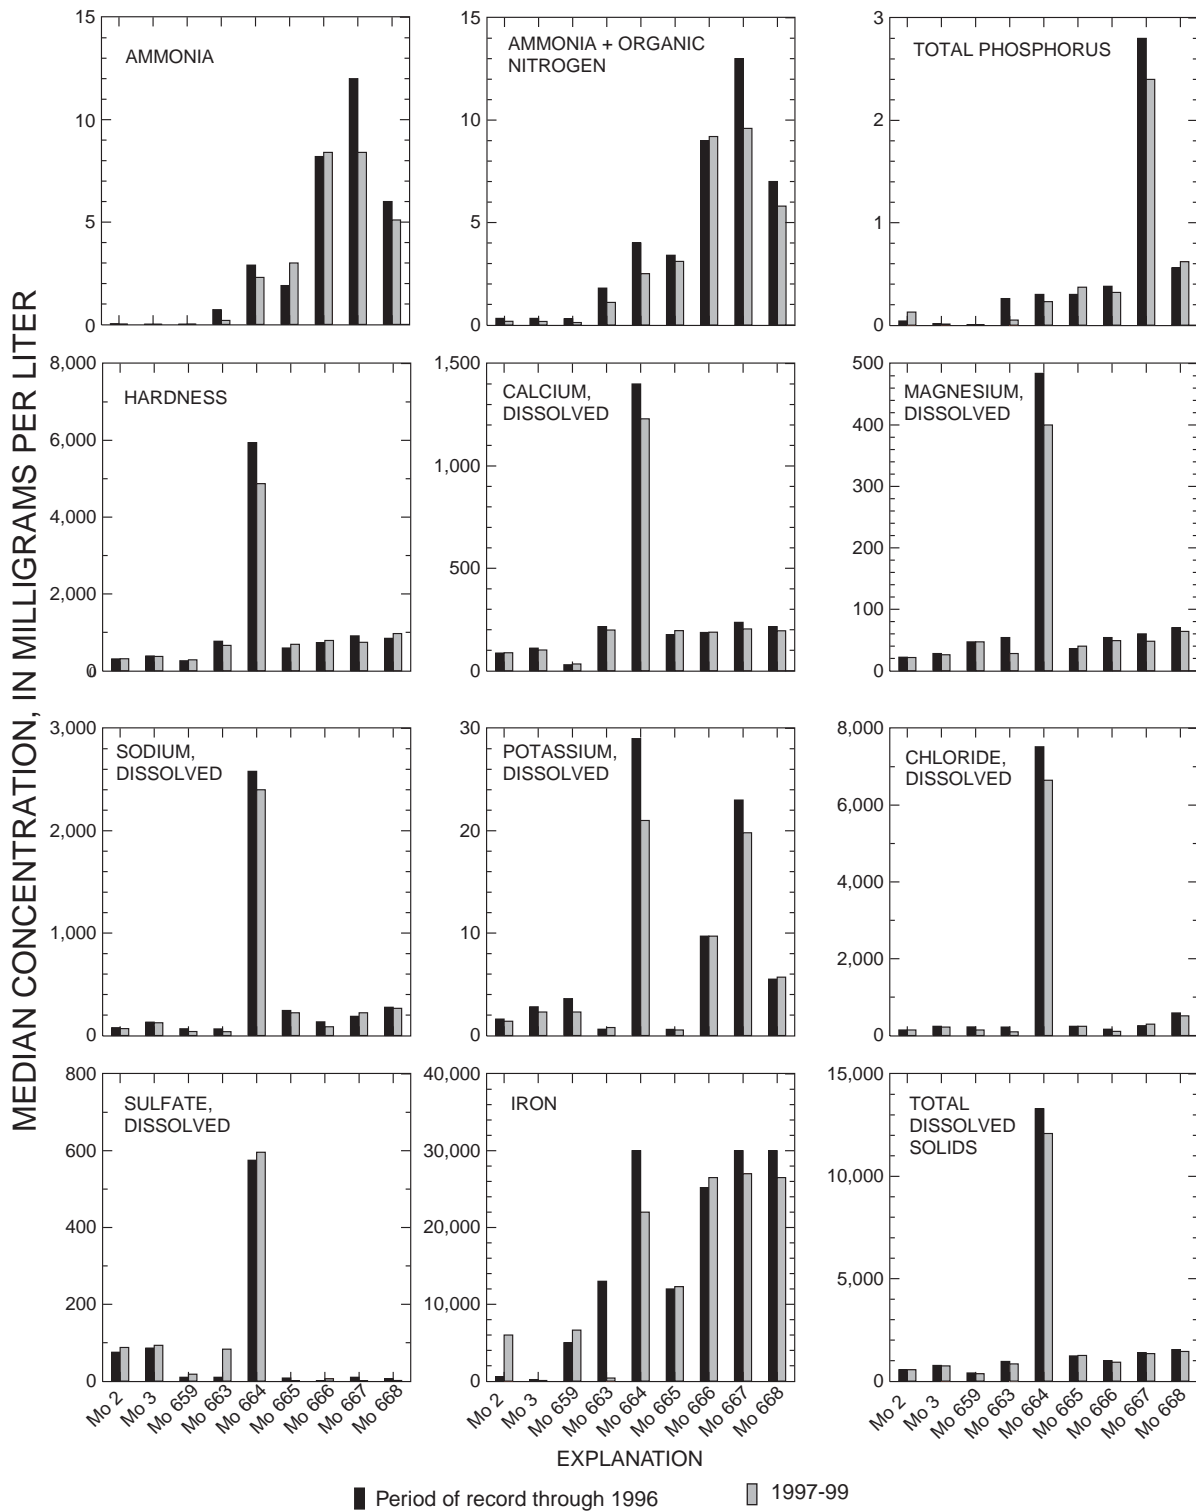 MEDIAN CONCENTRATION, IN MILLIGRAMS PER LITER
AMMONIA
15
10
5
0
AMMONIA + ORGANIC
NITROGEN
15
10
5
0
TOTAL PHOSPHORUS
3
2
1
0
HARDNESS
8,000
6,000
4,000
2,000
0
CALCIUM,
DISSOLVED
1,500
1,000
500
0
MAGNESIUM,
DISSOLVED
500
400
300
200
100
0
SODIUM,
DISSOLVED
3,000
2,000
1,000
0
POTASSIUM,
DISSOLVED
30
20
10
0
CHLORIDE,
DISSOLVED
8,000
6,000
4,000
2,000
0
SULFATE,
DISSOLVED
800
600
400
200
0
Mo 2
Mo 3
Mo 659
Mo 663
Mo 664
Mo 665
Mo 666
Mo 667
Mo 668
IRON
40,000
30,000
20,000
10,000
0
Mo 2
Mo 3
Mo 659
Mo 663
Mo 664
Mo 665
Mo 666
Mo 667
Mo 668
TOTAL
DISSOLVED
SOLIDS
15,000
10,000
5,000
0
Mo 2
Mo 3
Mo 659
Mo 663
Mo 664
Mo 665
Mo 666
Mo 667
Mo 668
EXPLANATION
Period of record through 1996
1997-99